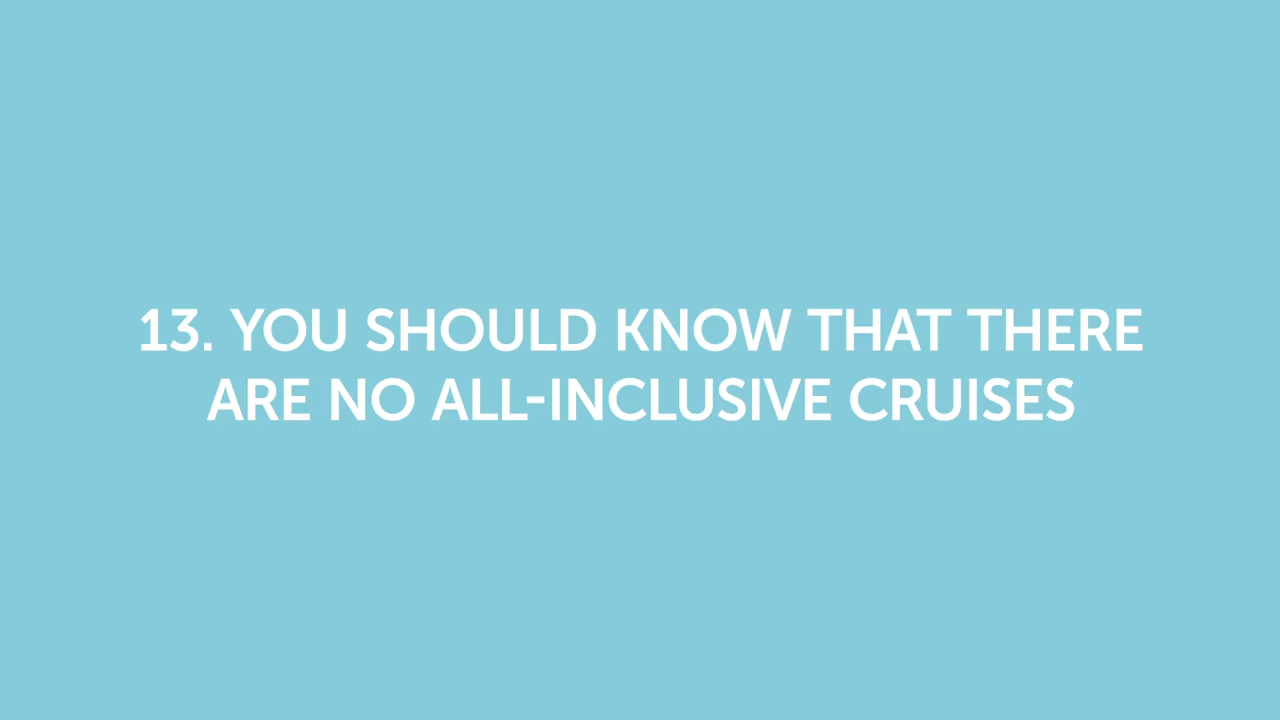 13. YOU SHOULD KNOW THAT THERE
ARE NO ALL-INCLUSIVE CRUISES